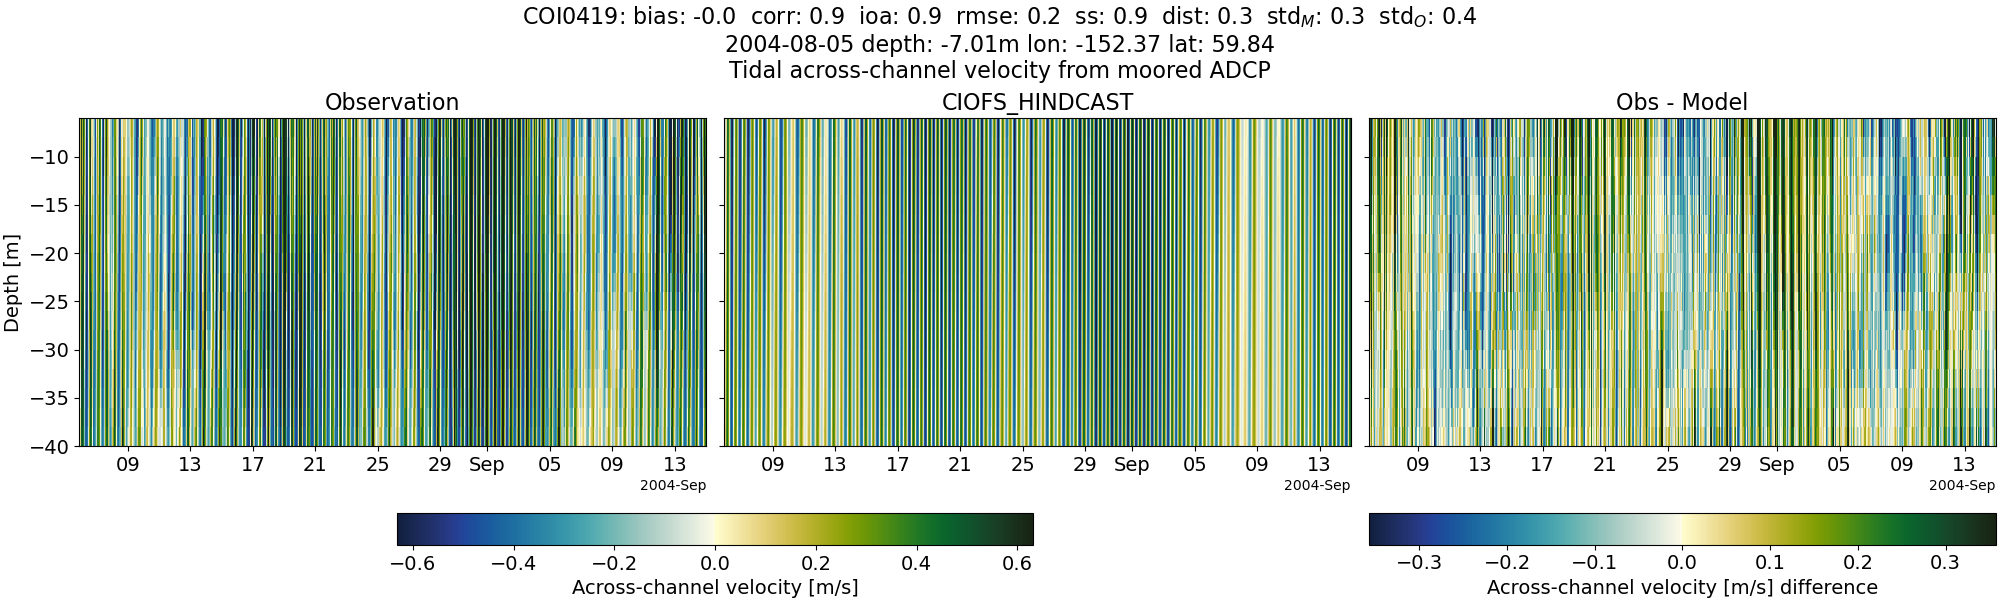 COI0419: bias: -0.0 corr: 0.9 ioa: 0.9 rmse: 0.2 ss: 0.9 dist: 0.3 std_M: 0.3 std_O: 0.4
2004-08-05 depth: -7.01m lon: -152.37 lat: 59.84
Tidal across-channel velocity from moored ADCP
Observation
CIOFS_HINDCAST
Obs - Model
Depth [m]
−10
−15
−20
−25
−30
−35
−40
09 13 17 21 25 29 Sep 05 09 13
2004-Sep
09 13 17 21 25 29 Sep 05 09 13
2004-Sep
09 13 17 21 25 29 Sep 05 09 13
2004-Sep
−0.6 −0.4 −0.2 0.0 0.2 0.4 0.6
Across-channel velocity [m/s]
−0.3 −0.2 −0.1 0.0 0.1 0.2 0.3
Across-channel velocity [m/s] difference